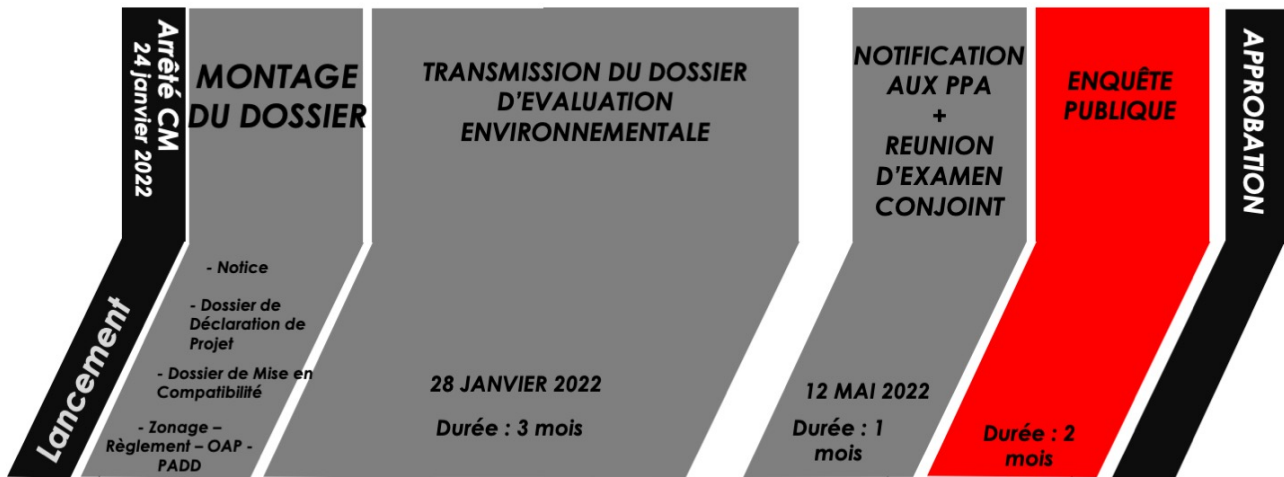 Arrêté CM
24 janvier 2022
Lancement
MONTAGE
DU DOSSIER
- Notice
- Dossier de
Déclaration de
Projet
- Dossier de Mise en
Compatibilité
- Zonage –
Règlement – OAP -
PADD
TRANSMISSION DU DOSSIER
D'EVALUATION
ENVIRONNEMENTALE
28 JANVIER 2022
Durée : 3 mois
NOTIFICATION
AUX PPA
+
REUNION
D'EXAMEN
CONJOINT
12 MAI 2022
Durée : 1
mois
ENQUÊTE
PUBLIQUE
Durée : 2
mois
APPROBATION